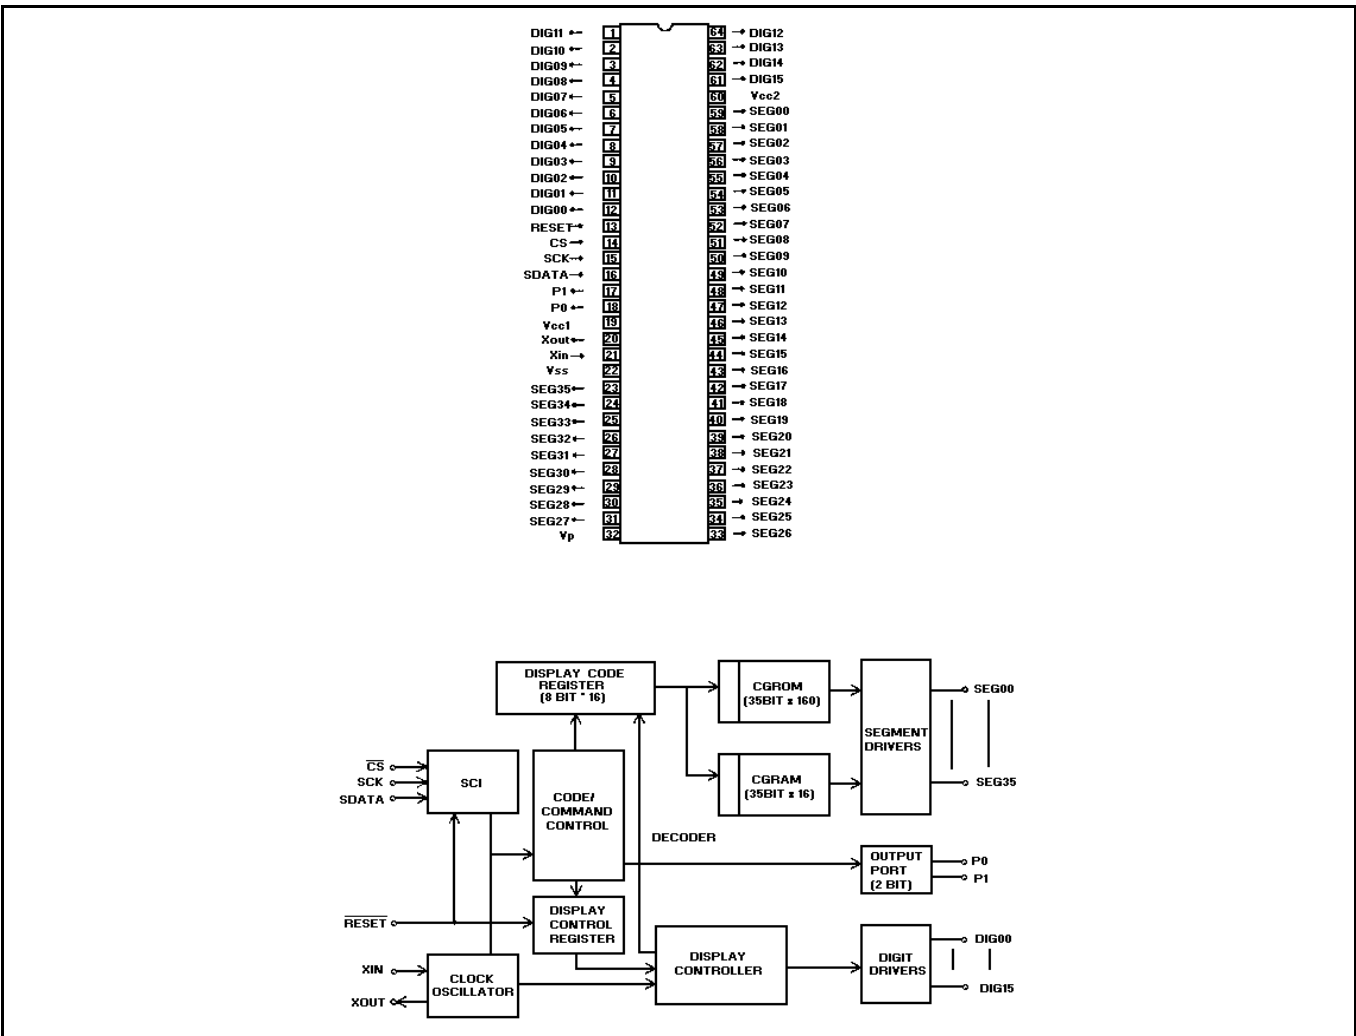 DIG11 1 64 DIG12
DIG10 2 63 DIG13
DIG09 3 62 DIG14
DIG08 4 61 DIG15
DIG07 5 60 Vcc2
DIG06 6 59 SEG00
DIG05 7 58 SEG01
DIG04 8 57 SEG02
DIG03 9 56 SEG03
DIG02 10 55 SEG04
DIG01 11 54 SEG05
DIG00 12 53 SEG06
RESET 13 52 SEG07
CS 14 51 SEG08
SCK 15 50 SEG09
SDATA 16 49 SEG10
P1 17 48 SEG11
P0 18 47 SEG12
Vcc1 19 46 SEG13
Xout 20 45 SEG14
Xin 21 44 SEG15
Vss 22 43 SEG16
SEG35 23 42 SEG17
SEG34 24 41 SEG18
SEG33 25 40 SEG19
SEG32 26 39 SEG20
SEG31 27 38 SEG21
SEG30 28 37 SEG22
SEG29 29 36 SEG23
SEG28 30 35 SEG24
SEG27 31 34 SEG25
Vp 32 33 SEG26
DISPLAY CODE
REGISTER
(8 BIT * 16)
CGROM
(35BIT x 160)
SEGMENT
DRIVERS
SEG00
SEG35
CS
SCK
SDATA
SCI
CODE/
COMMAND
CONTROL
CGRAM
(35BIT x 16)
DECODER
OUTPUT
PORT
(2 BIT)
P0
P1
RESET
DISPLAY
CONTROL
REGISTER
XIN
XOUT
CLOCK
OSCILLATOR
DISPLAY
CONTROLLER
DIGIT
DRIVERS
DIG00
DIG15